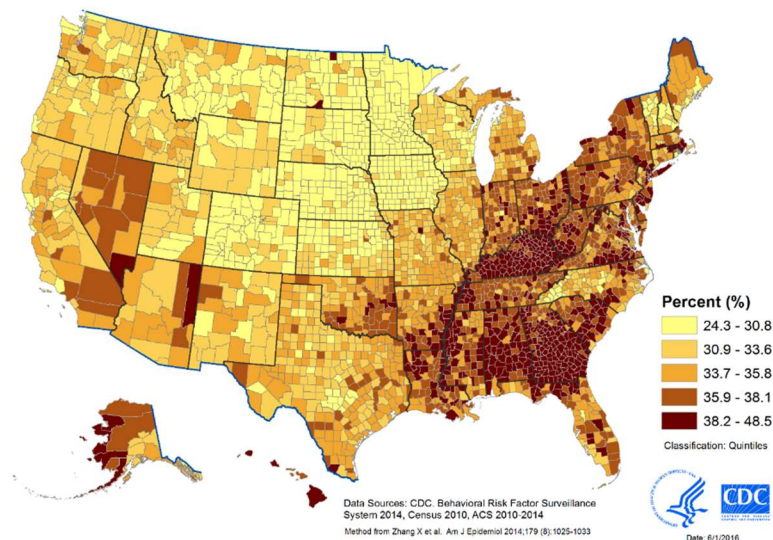 Percent (%)
24.3 - 30.8
30.9 - 33.6
33.7 - 35.8
35.9 - 38.1
38.2 - 48.5
Classification: Quintiles
Data Sources: CDC. Behavioral Risk Factor Surveillance
System 2014, Census 2010, ACS 2010-2014
Method from Zhang X et al. Am J Epidemiol 2014;179 (8):1025-1033
CDC
Date: 6/1/2016